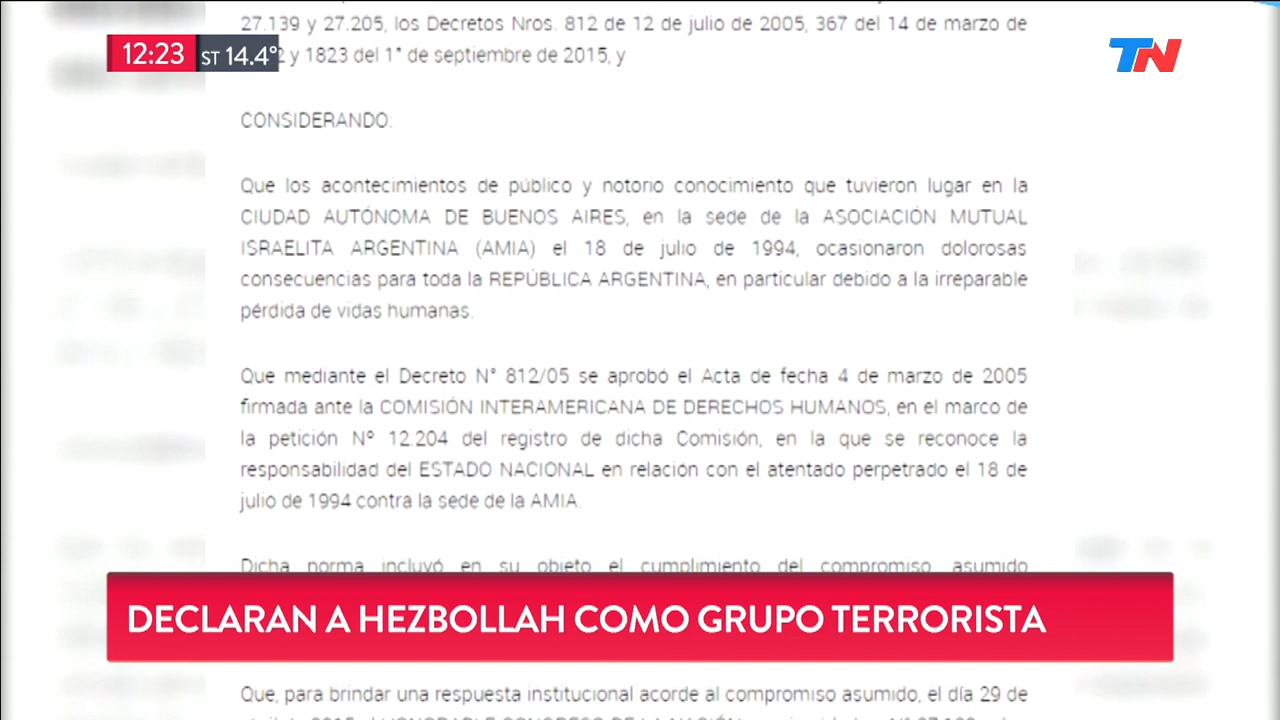 27.139 y 27.205, los Decretos Nros. 812 de 12 de julio de 2005, 367 del 14 de marzo de
12:23 ST 14.4°
TN
2 y 1823 del 1° de septiembre de 2015, y
CONSIDERANDO:
Que los acontecimientos de público y notorio conocimiento que tuvieron lugar en la
CIUDAD AUTÓNOMA DE BUENOS AIRES, en la sede de la ASOCIACIÓN MUTUAL
ISRAELITA ARGENTINA (AMIA) el 18 de julio de 1994, ocasionaron dolorosas
consecuencias para toda la REPÚBLICA ARGENTINA, en particular debido a la irreparable
pérdida de vidas humanas.
Que mediante el Decreto N° 812/05 se aprobó el Acta de fecha 4 de marzo de 2005
firmada ante la COMISIÓN INTERAMERICANA DE DERECHOS HUMANOS, en el marco de
la petición Nº 12.204 del registro de dicha Comisión, en la que se reconoce la
responsabilidad del ESTADO NACIONAL en relación con el atentado perpetrado el 18 de
julio de 1994 contra la sede de la AMIA.
Dicha norma incluyó en su objeto el cumplimiento del compromiso asumido
DECLARAN A HEZBOLLAH COMO GRUPO TERRORISTA
Que, para brindar una respuesta institucional acorde al compromiso asumido, el día 29 de